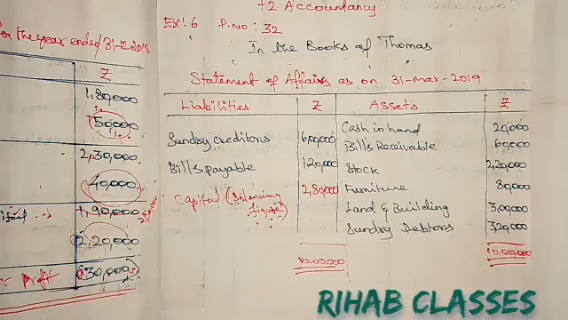 +2 Accountancy
Ex: 6 P.No: 32
In the Books of Thomas
Statement of Affairs as on 31-Mar-2019
Liabilities ₹ Assets ₹
Sundry creditors 6,00,000 Cash in hand 20,000
Bills Receivable 60,000
Bills payable 1,20,000 Stock 2,20,000
Capital (Balancing figure) 2,80,000 Furniture 80,000
Land & Building 3,00,000
Sundry Debtors 3,20,000
10,00,000 10,00,000
for the year ended 31-12-2018
₹
1,80,000
50,000
2,30,000
40,000
1,90,000
2,20,000
30,000
RIHAB CLASSES